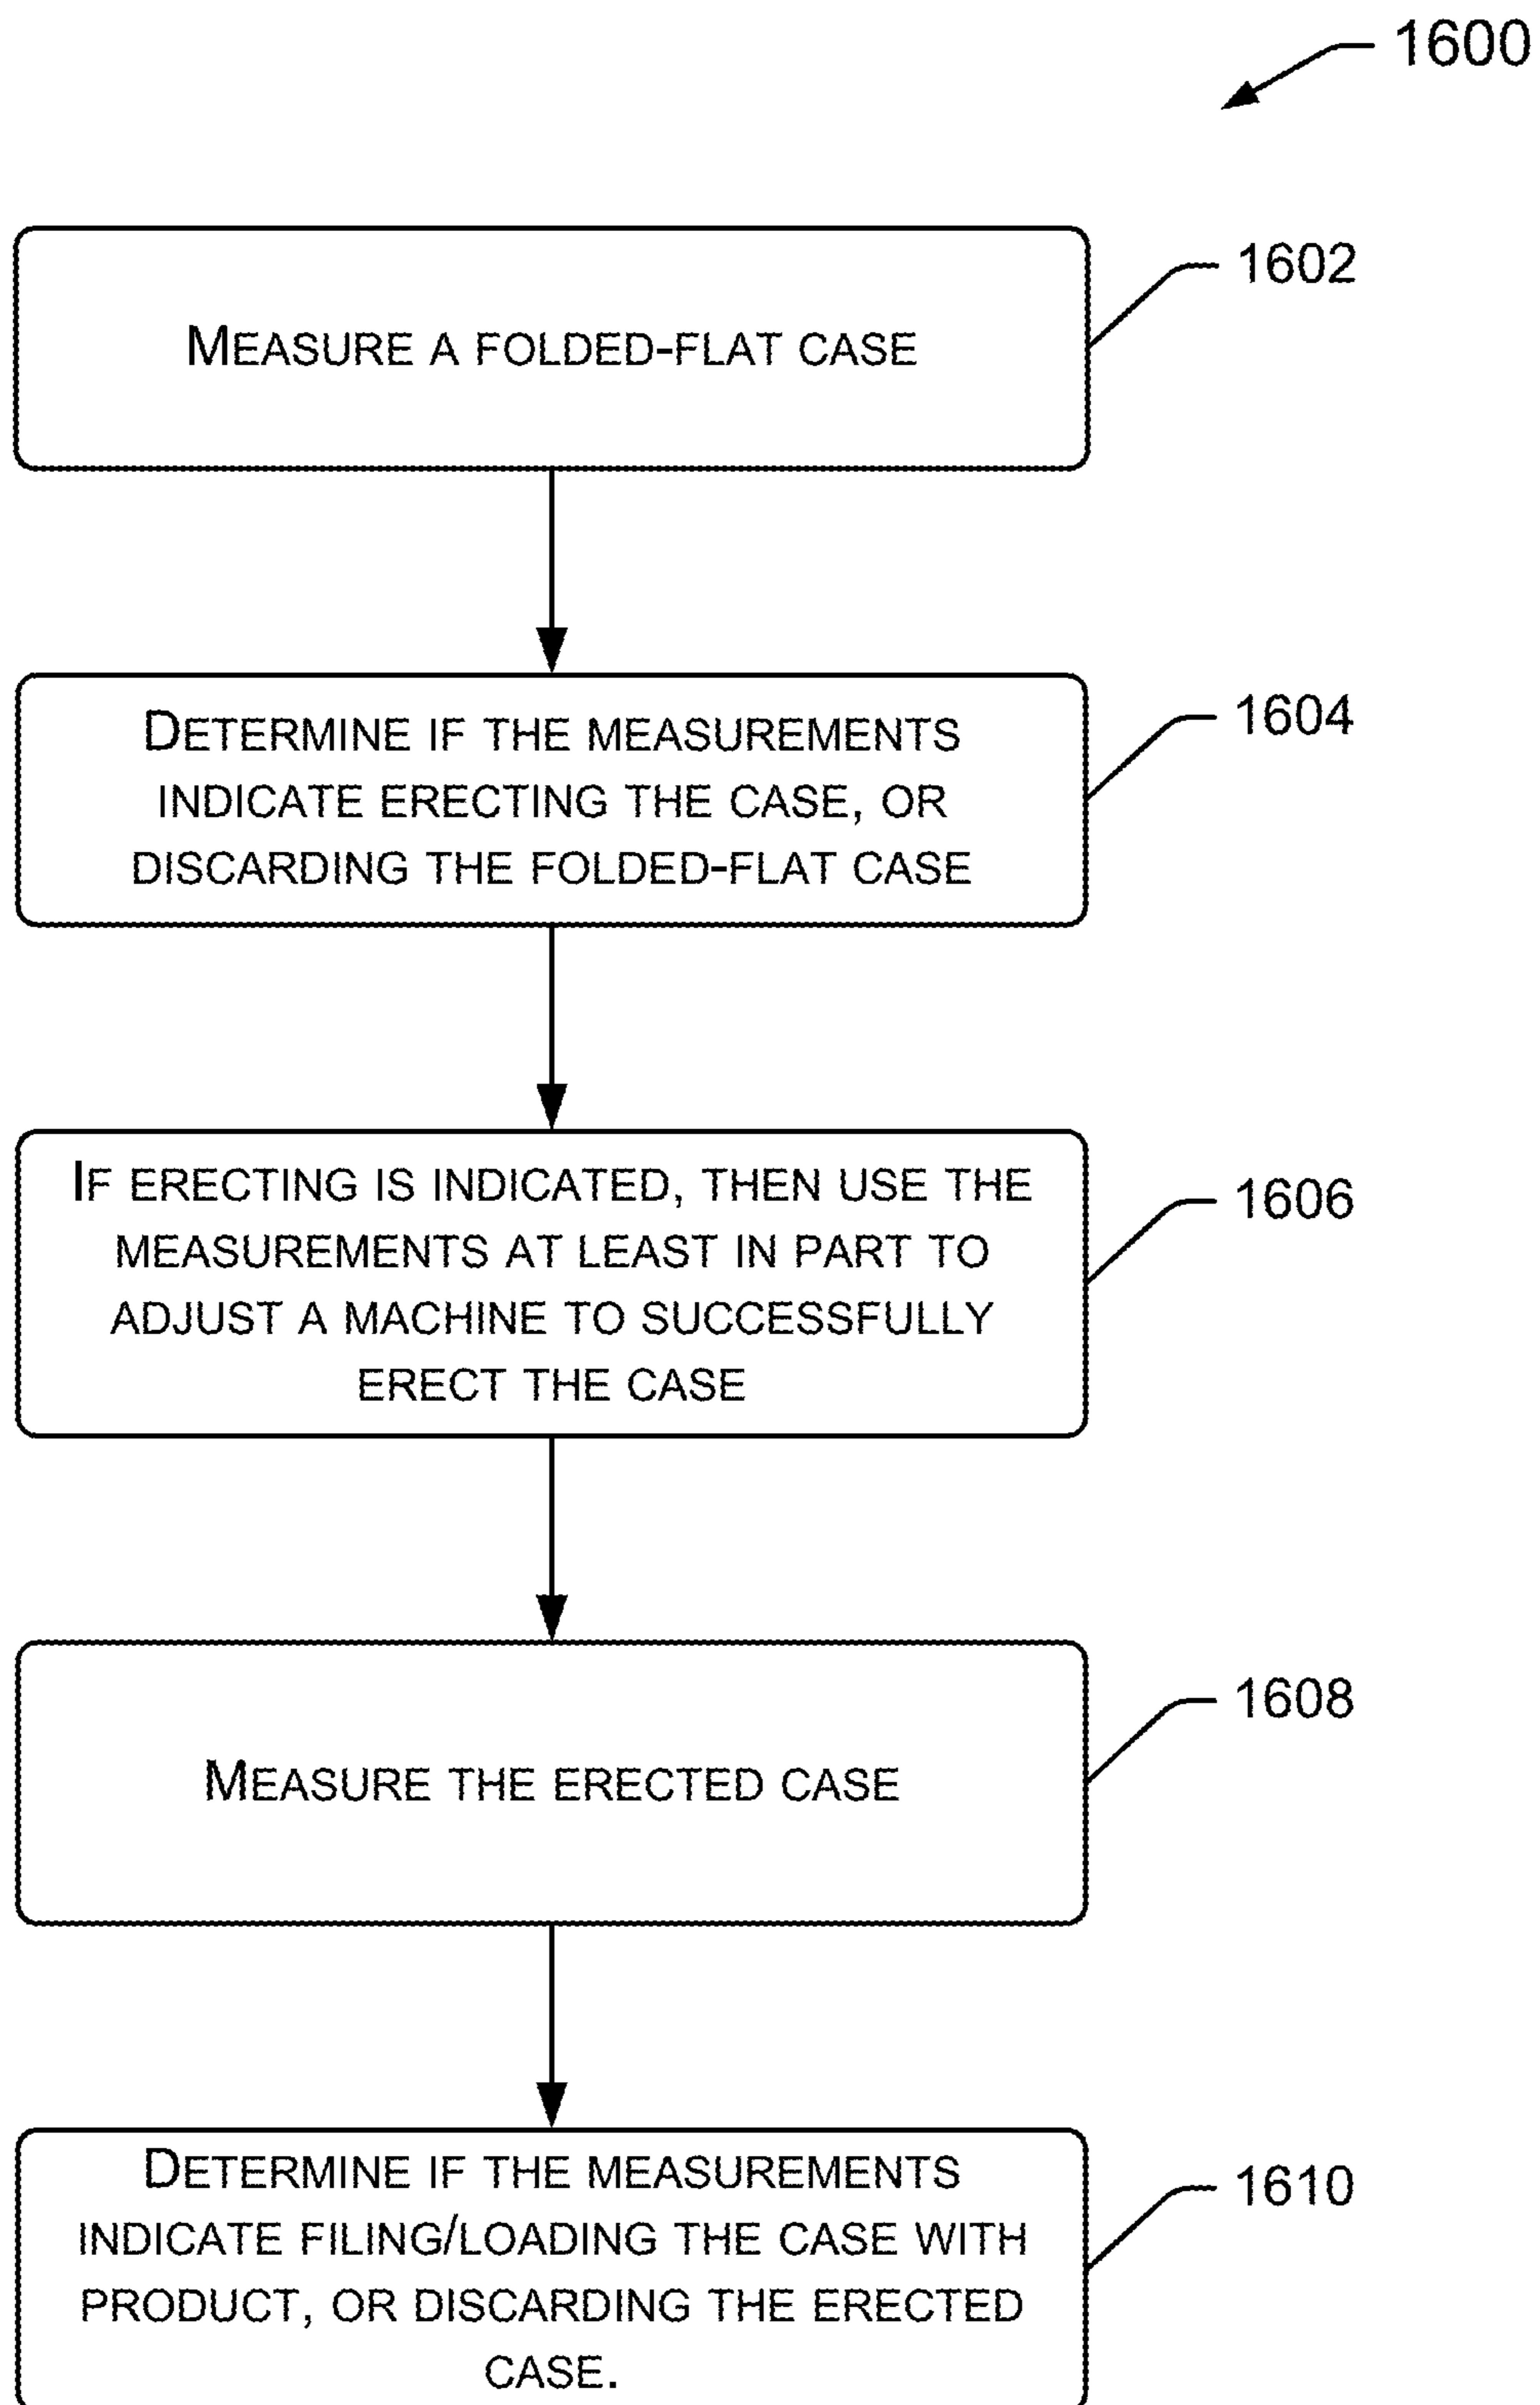 1600
MEASURE A FOLDED-FLAT CASE
1602
DETERMINE IF THE MEASUREMENTS
INDICATE ERECTING THE CASE, OR
DISCARDING THE FOLDED-FLAT CASE
1604
IF ERECTING IS INDICATED, THEN USE THE
MEASUREMENTS AT LEAST IN PART TO
ADJUST A MACHINE TO SUCCESSFULLY
ERECT THE CASE
1606
MEASURE THE ERECTED CASE
1608
DETERMINE IF THE MEASUREMENTS
INDICATE FILING/LOADING THE CASE WITH
PRODUCT, OR DISCARDING THE ERECTED
CASE.
1610